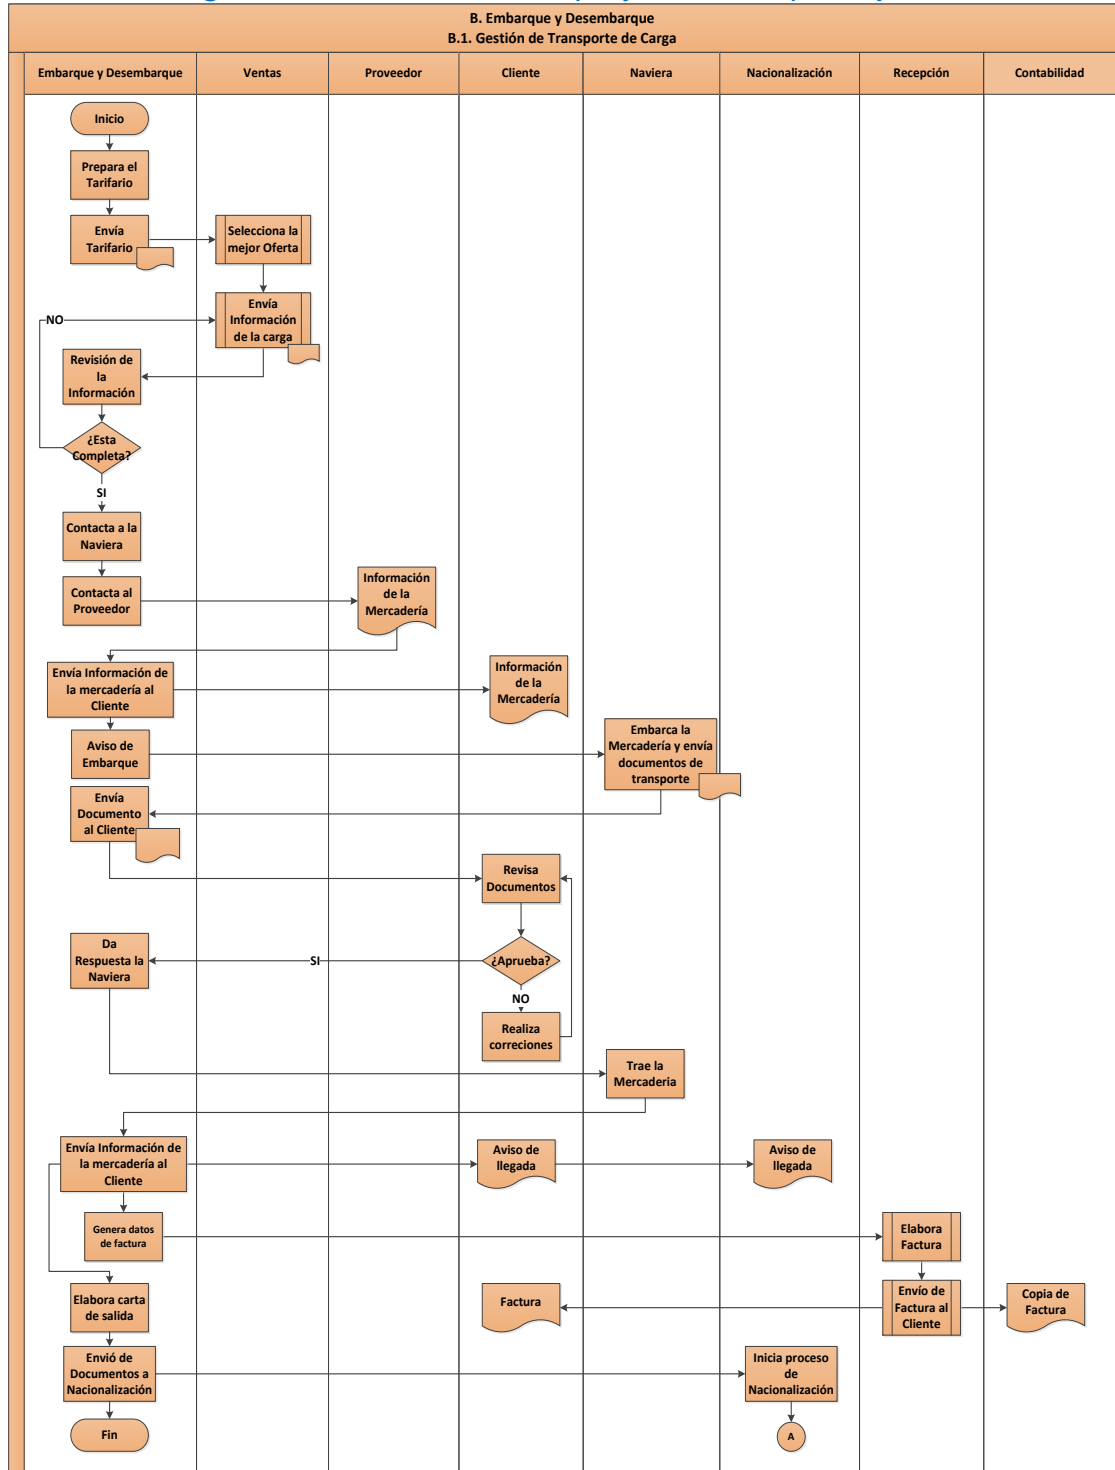 B. Embarque y Desembarque
B.1. Gestión de Transporte de Carga
Embarque y Desembarque
Ventas
Proveedor
Cliente
Naviera
Nacionalización
Recepción
Contabilidad
Inicio
Prepara el
Tarifario
Envía
Tarifario
Selecciona la
mejor Oferta
Envía
Información
de la carga
NO
Revisión de
la
Información
¿Esta
Completa?
SI
Contacta a la
Naviera
Contacta al
Proveedor
Información
de la
Mercadería
Envía Información de
la mercadería al
Cliente
Información
de la
Mercadería
Aviso de
Embarque
Embarca la
Mercadería y envía
documentos de
transporte
Envía
Documento
al Cliente
Revisa
Documentos
¿Aprueba?
SI
Da
Respuesta la
Naviera
NO
Realiza
correciones
Trae la
Mercaderia
Envía Información de
la mercadería al
Cliente
Aviso de
llegada
Aviso de
llegada
Genera datos
de factura
Elabora
Factura
Elabora carta
de salida
Factura
Envío de
Factura al
Cliente
Copia de
Factura
Envió de
Documentos a
Nacionalización
Inicia proceso
de
Nacionalización
Fin
A